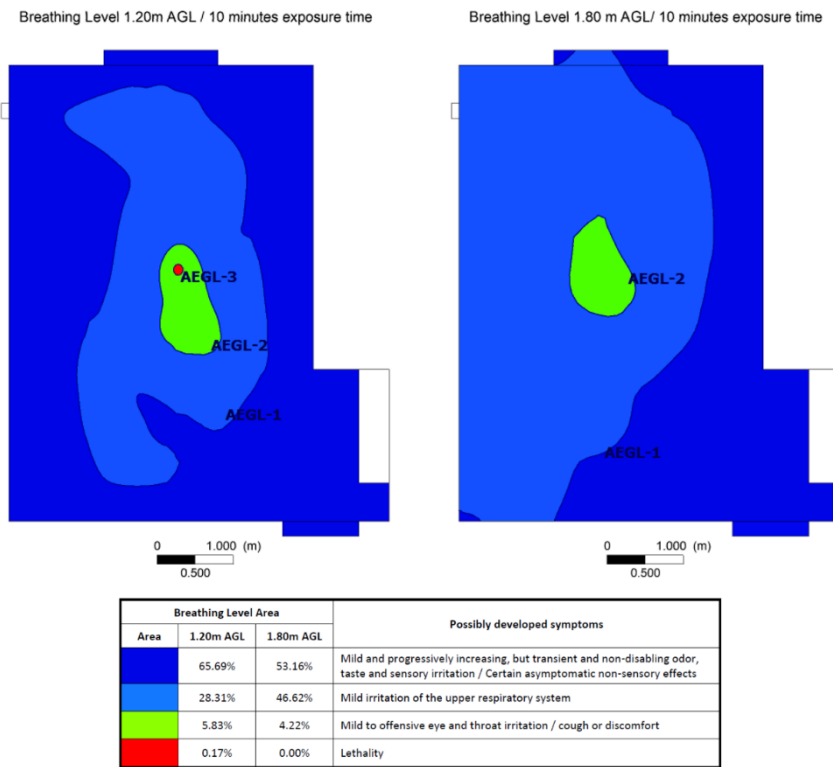 Breathing Level 1.20m AGL / 10 minutes exposure time
Breathing Level 1.80 m AGL/ 10 minutes exposure time
AEGL-3
AEGL-2
AEGL-1
AEGL-2
AEGL-1
0 1.000 (m)
0.500
0 1.000 (m)
0.500
Breathing Level Area
Possibly developed symptoms
Area 1.20m AGL 1.80m AGL
65.69% 53.16% Mild and progressively increasing, but transient and non-disabling odor,
taste and sensory irritation / Certain asymptomatic non-sensory effects
28.31% 46.62% Mild irritation of the upper respiratory system
5.83% 4.22% Mild to offensive eye and throat irritation / cough or discomfort
0.17% 0.00% Lethality